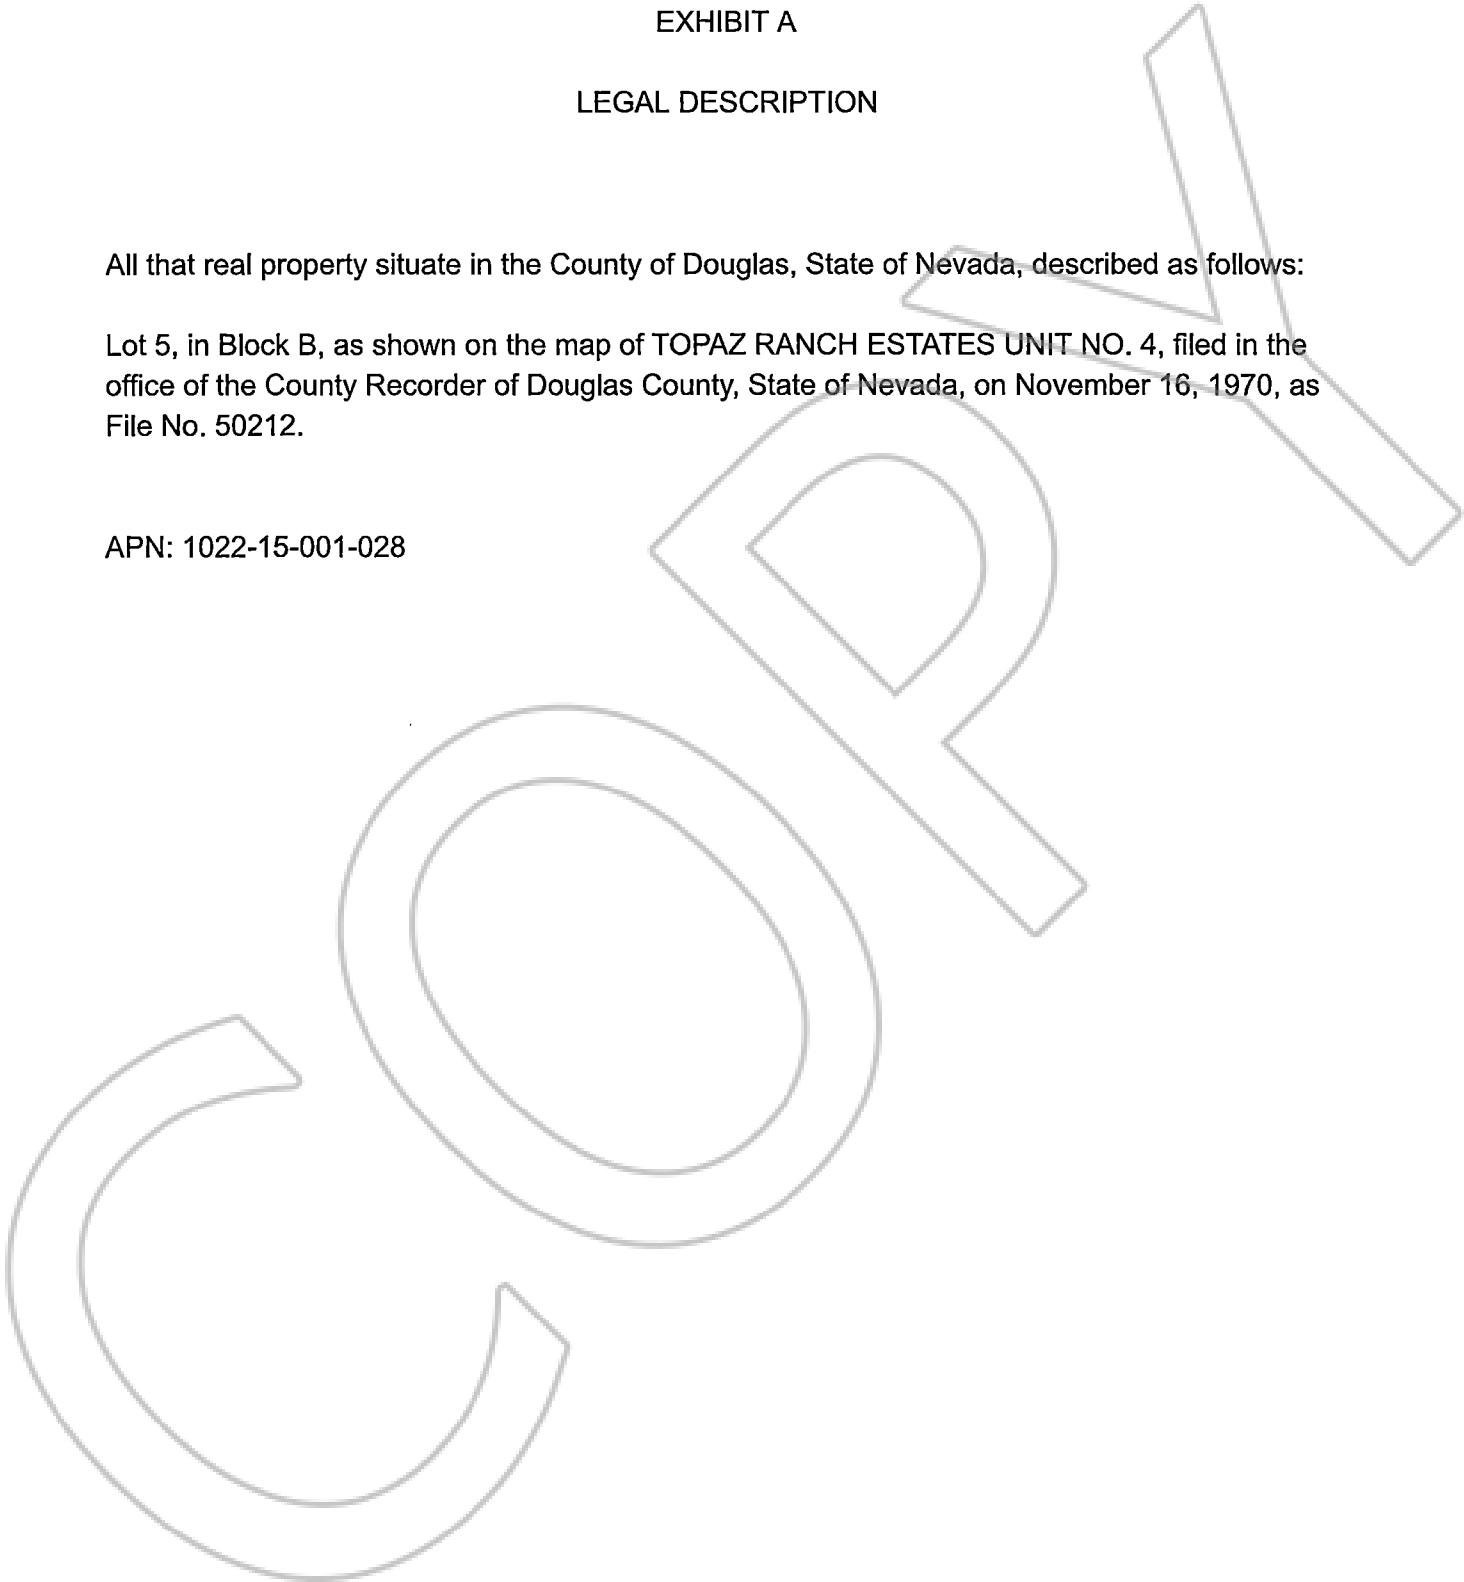 EXHIBIT A
LEGAL DESCRIPTION
All that real property situate in the County of Douglas, State of Nevada, described as follows:
Lot 5, in Block B, as shown on the map of TOPAZ RANCH ESTATES UNIT NO. 4, filed in the
office of the County Recorder of Douglas County, State of Nevada, on November 16, 1970, as
File No. 50212.
APN: 1022-15-001-028
COPY